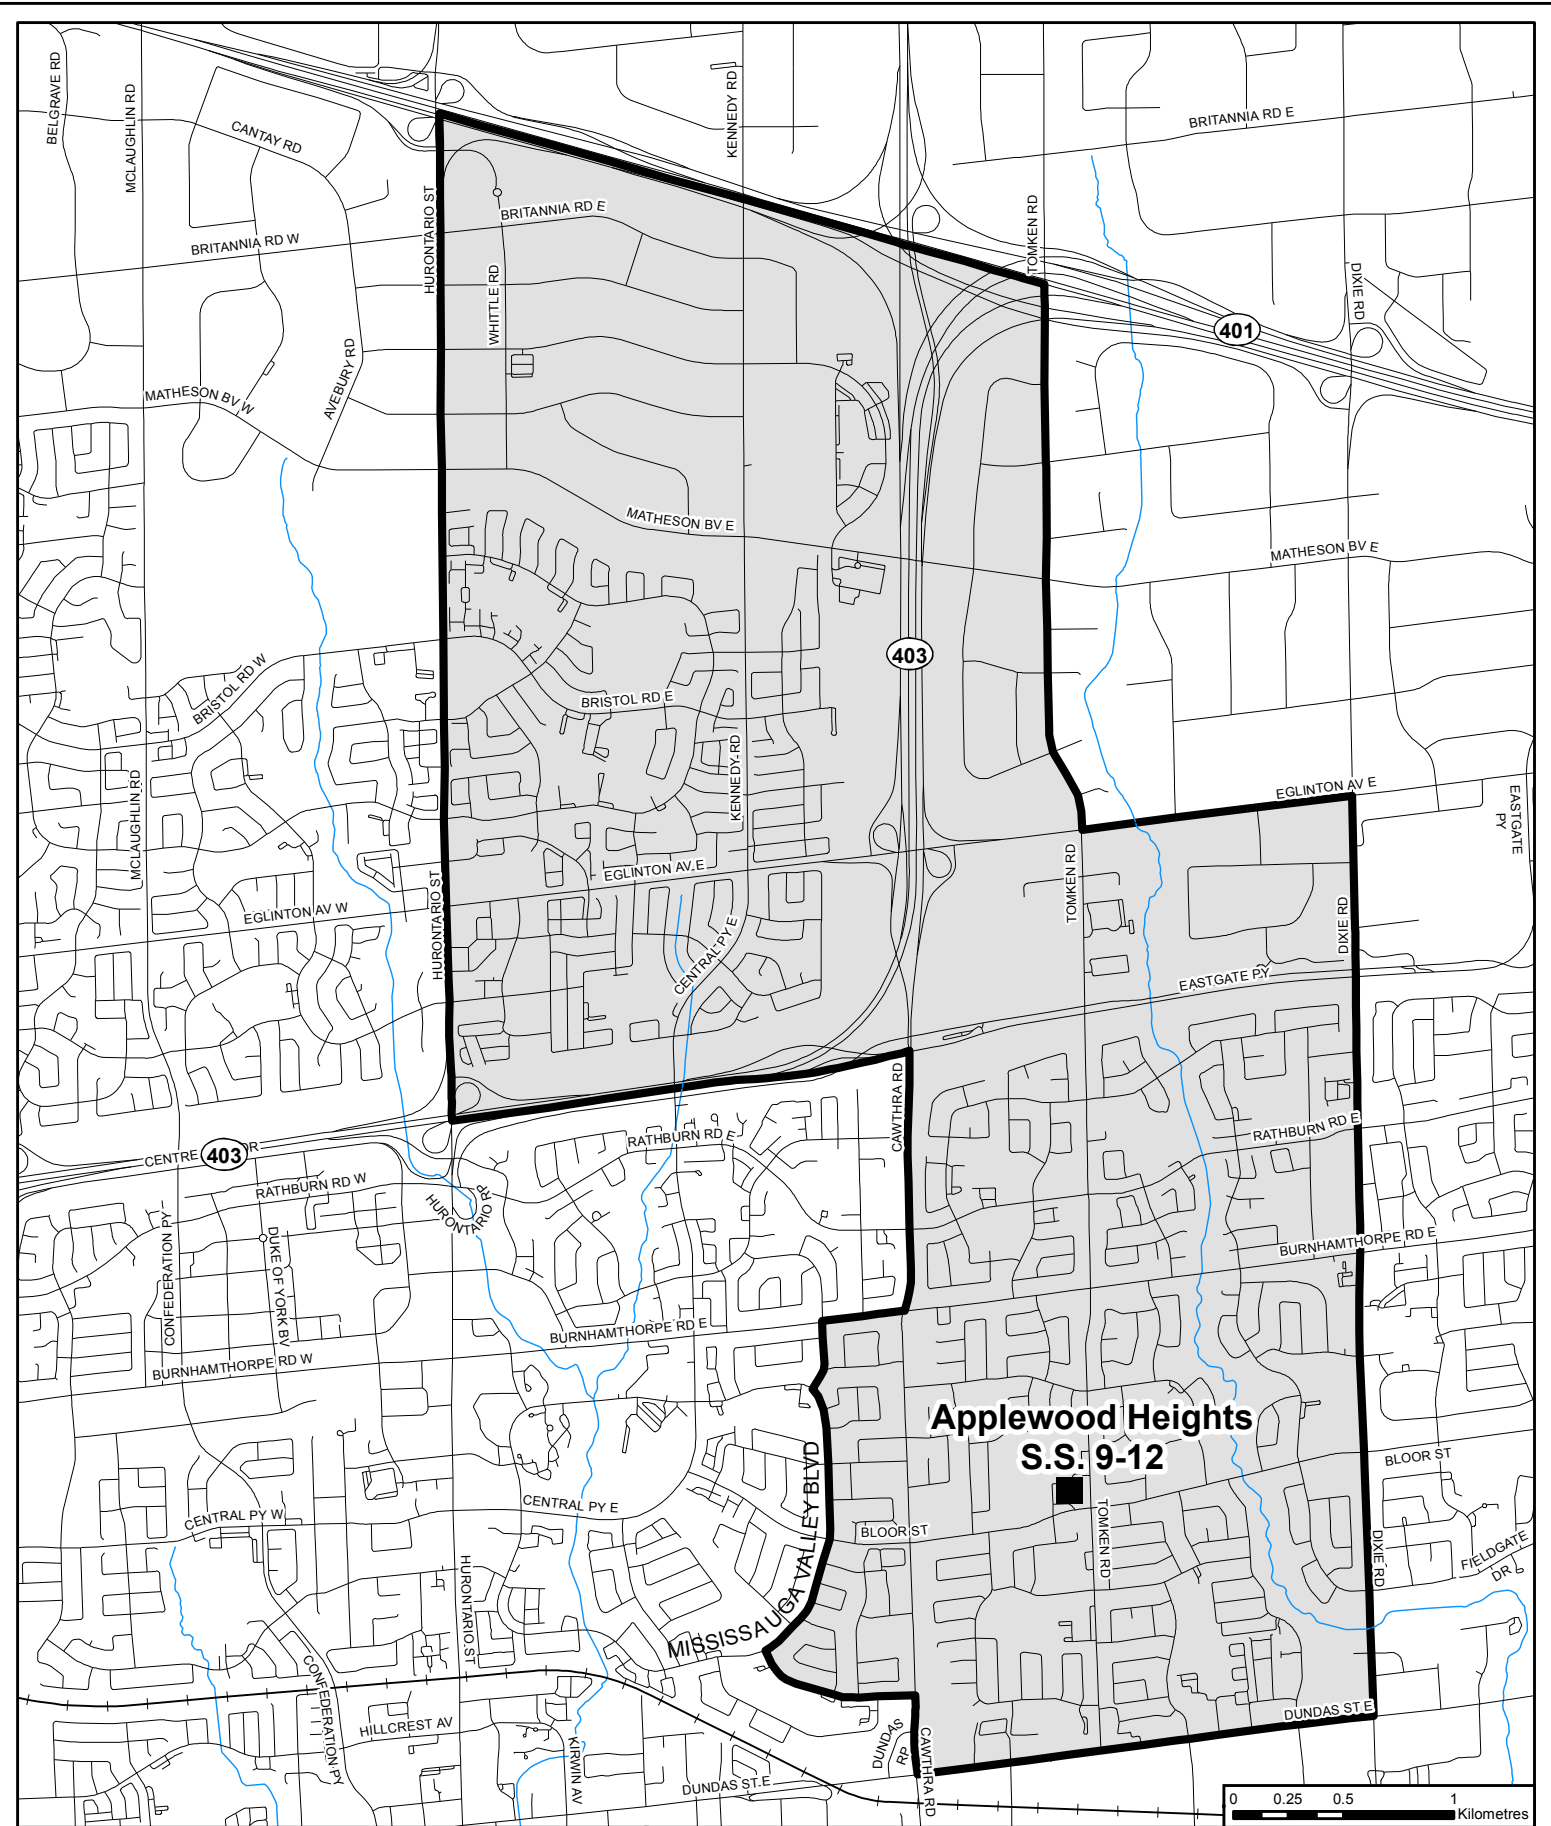 BELGRAVE RD
MCLAUGHLIN RD
CANTAY RD
KENNEDY RD
BRITANNIA RD E
HURONTARIO ST
BRITANNIA RD E
BRITANNIA RD W
TOMKEN RD
WHITTLE RD
DIXIE RD
401
AVEBURY RD
MATHESON BV W
MATHESON BV E
MATHESON BV E
403
BRISTOL RD W
BRISTOL RD E
KENNEDY RD
MCLAUGHLIN RD
EGLINTON AV E
EASTGATE
PY
EGLINTON AV E
TOMKEN RD
HURONTARIO ST
EGLINTON AV W
DIXIE RD
CENTRAL PY E
EASTGATE PY
CAWTHRA RD
RATHBURN RD E
RATHBURN RD E
403
RATHBURN RD W
HURONTARIO RP
CONFEDERATION PY
DUKE OF YORK BV
BURNHAMTHORPE RD E
BURNHAMTHORPE RD E
BURNHAMTHORPE RD W
Applewood Heights
S.S. 9-12
MISSISSAUGA VALLEY BLVD
BLOOR ST
CENTRAL PY E
CENTRAL PY W
BLOOR ST
TOMKEN RD
DIXIE RD
FIELDGATE
DR
HURONTARIO ST
CONFEDERATION PY
HILLCREST AV
KIRWIN AV
DUNDAS
RP
CAWTHRA RD
DUNDAS ST E
DUNDAS ST E
0 0.25 0.5 1
Kilometres